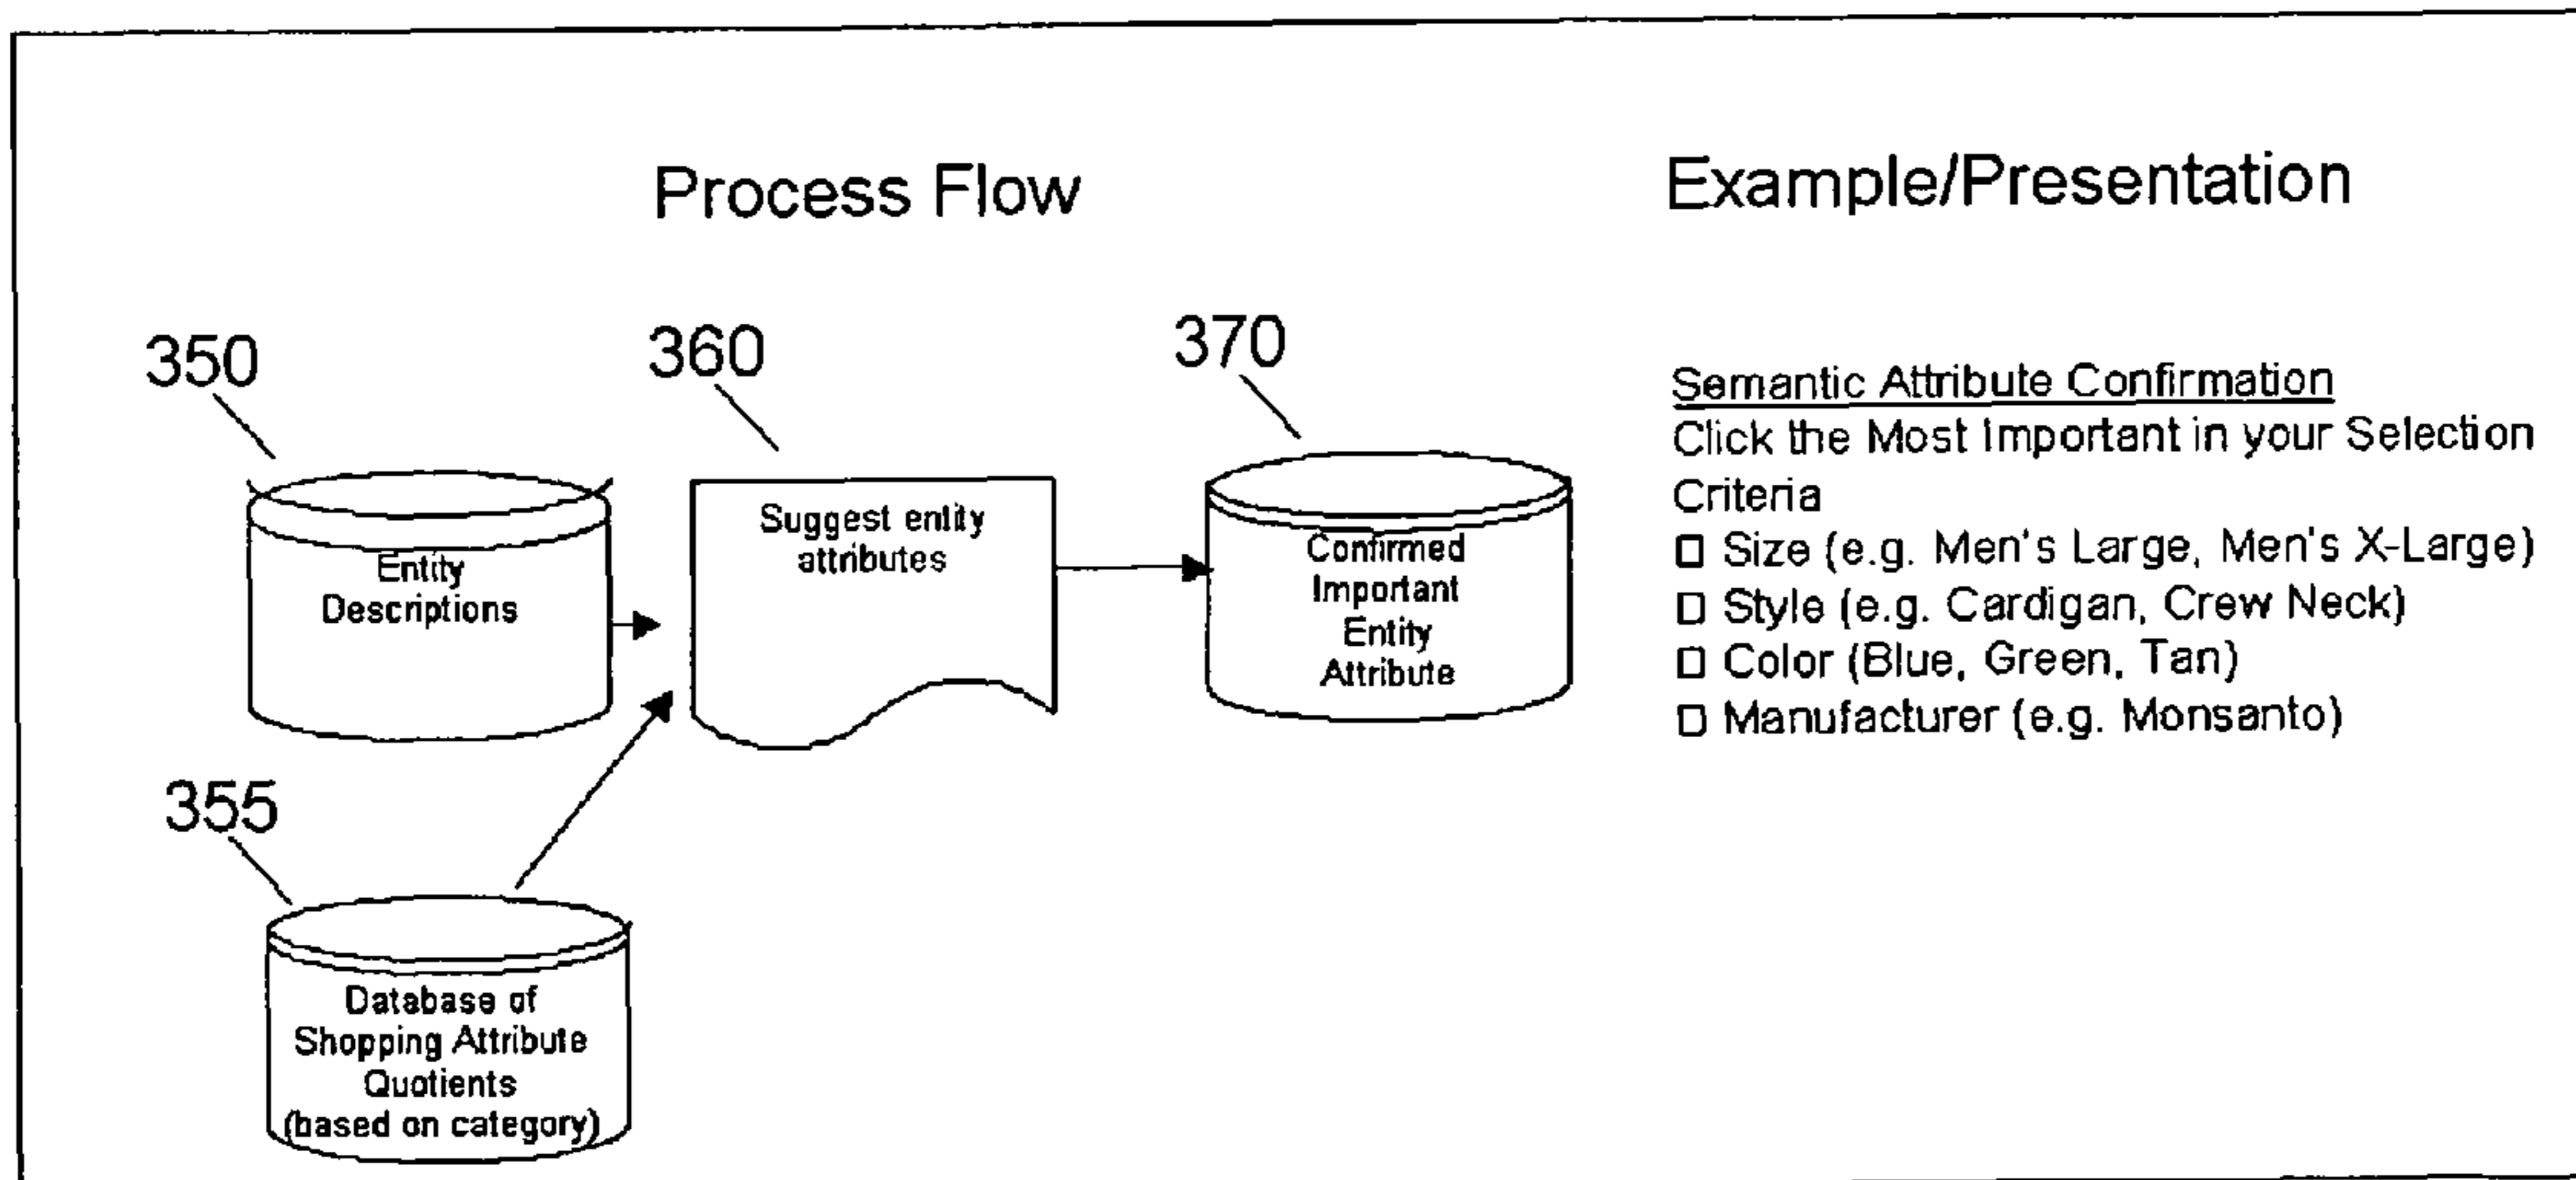 Process Flow
Example/Presentation
350
360
370
Entity
Descriptions
Suggest entity
attributes
Confirmed
Important
Entity
Attribute
355
Database of
Shopping Attribute
Quotients
(based on category)
Semantic Attribute Confirmation
Click the Most Important in your Selection
Criteria
Size (e.g. Men's Large, Men's X-Large)
Style (e.g. Cardigan, Crew Neck)
Color (Blue, Green, Tan)
Manufacturer (e.g. Monsanto)